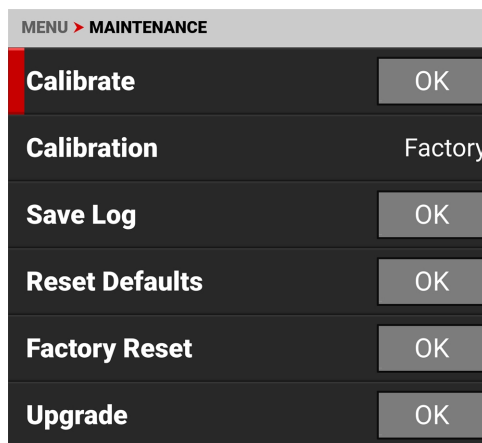 MENU ➤ MAINTENANCE
Calibrate OK
Calibration Factory
Save Log OK
Reset Defaults OK
Factory Reset OK
Upgrade OK